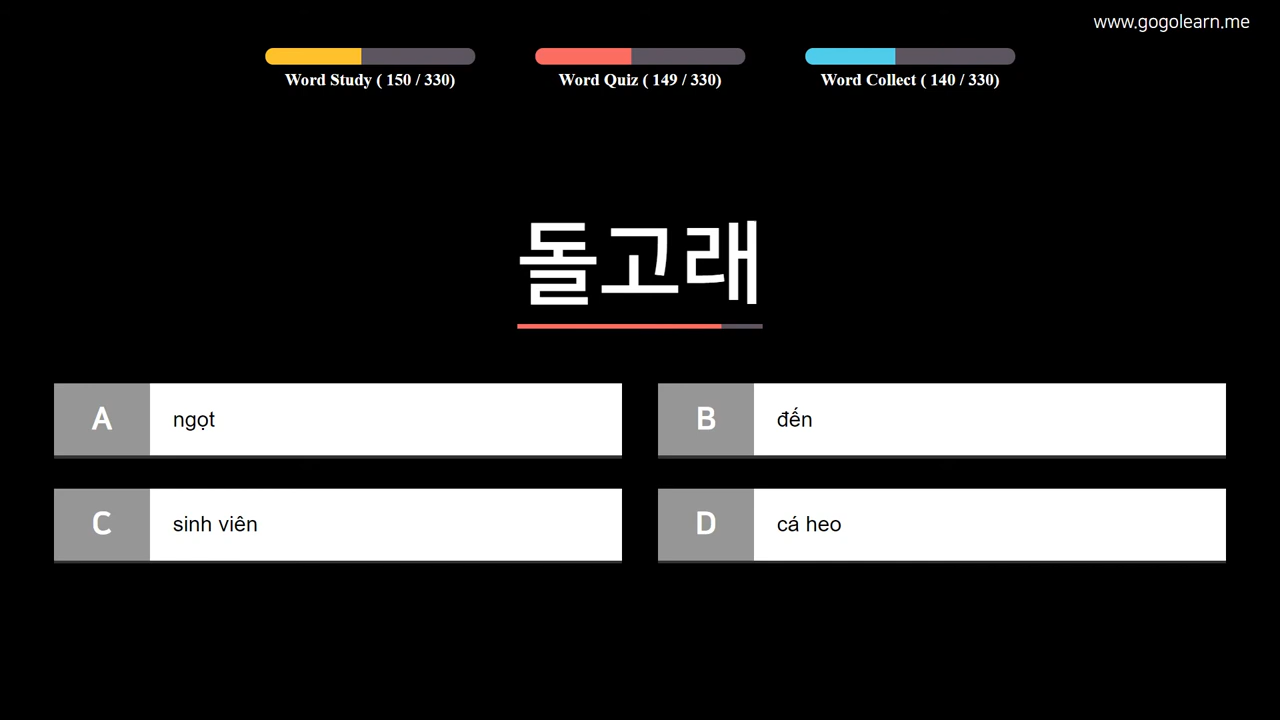 www.gogolearn.me
Word Study ( 150 / 330)
Word Quiz ( 149 / 330)
Word Collect ( 140 / 330)
돌고래
A ngọt
B đến
C sinh viên
D cá heo